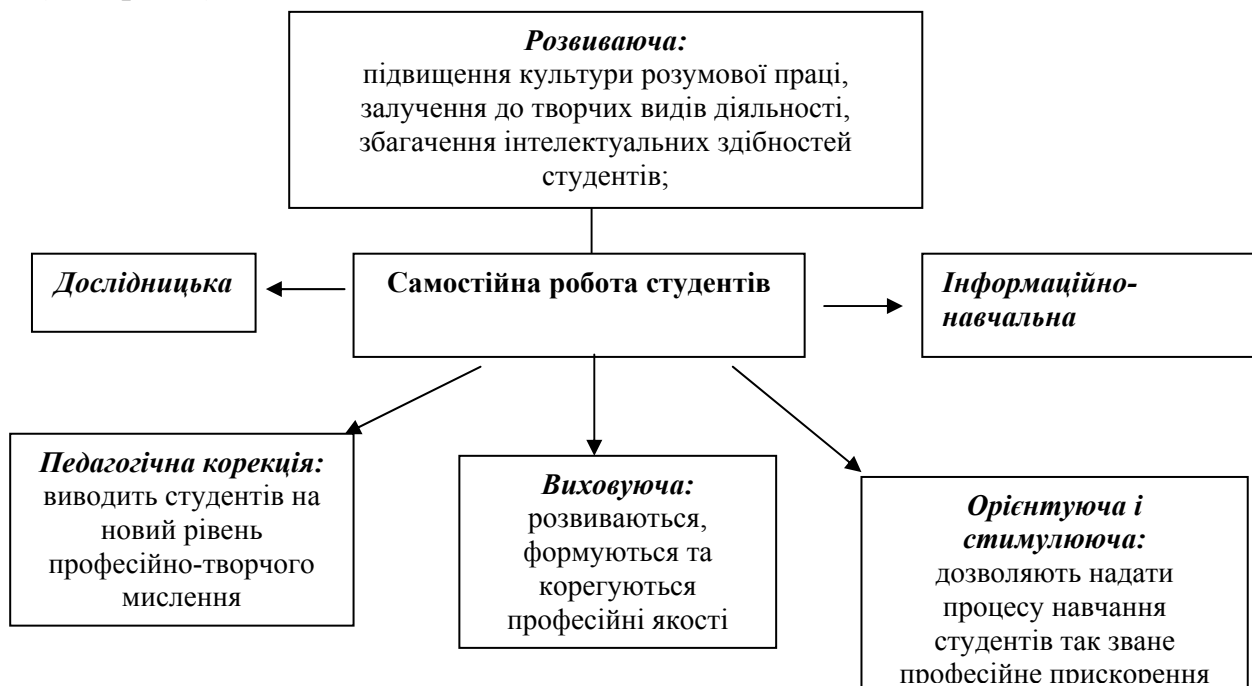 Розвиваюча:
підвищення культури розумової праці,
залучення до творчих видів діяльності,
збагачення інтелектуальних здібностей
студентів;
Дослідницька
Самостійна робота студентів
Інформаційно-
навчальна
Педагогічна корекція:
виводить студентів на
новий рівень
професійно-творчого
мислення
Виховуюча:
розвиваються,
формуються та
корегуються
професійні якості
Орієнтуюча і
стимулююча:
дозволяють надати
процесу навчання
студентів так зване
професійне прискорення